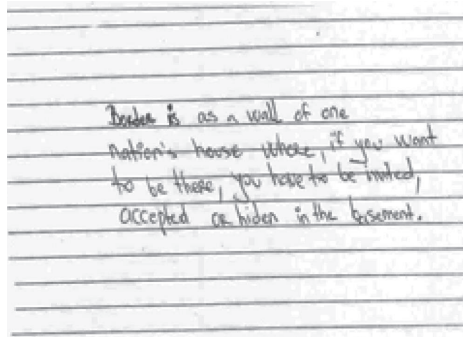 Border is as a wall of one
nation's house where, if you want
to be there, you have to be invited,
accepted or hiden in the basement.